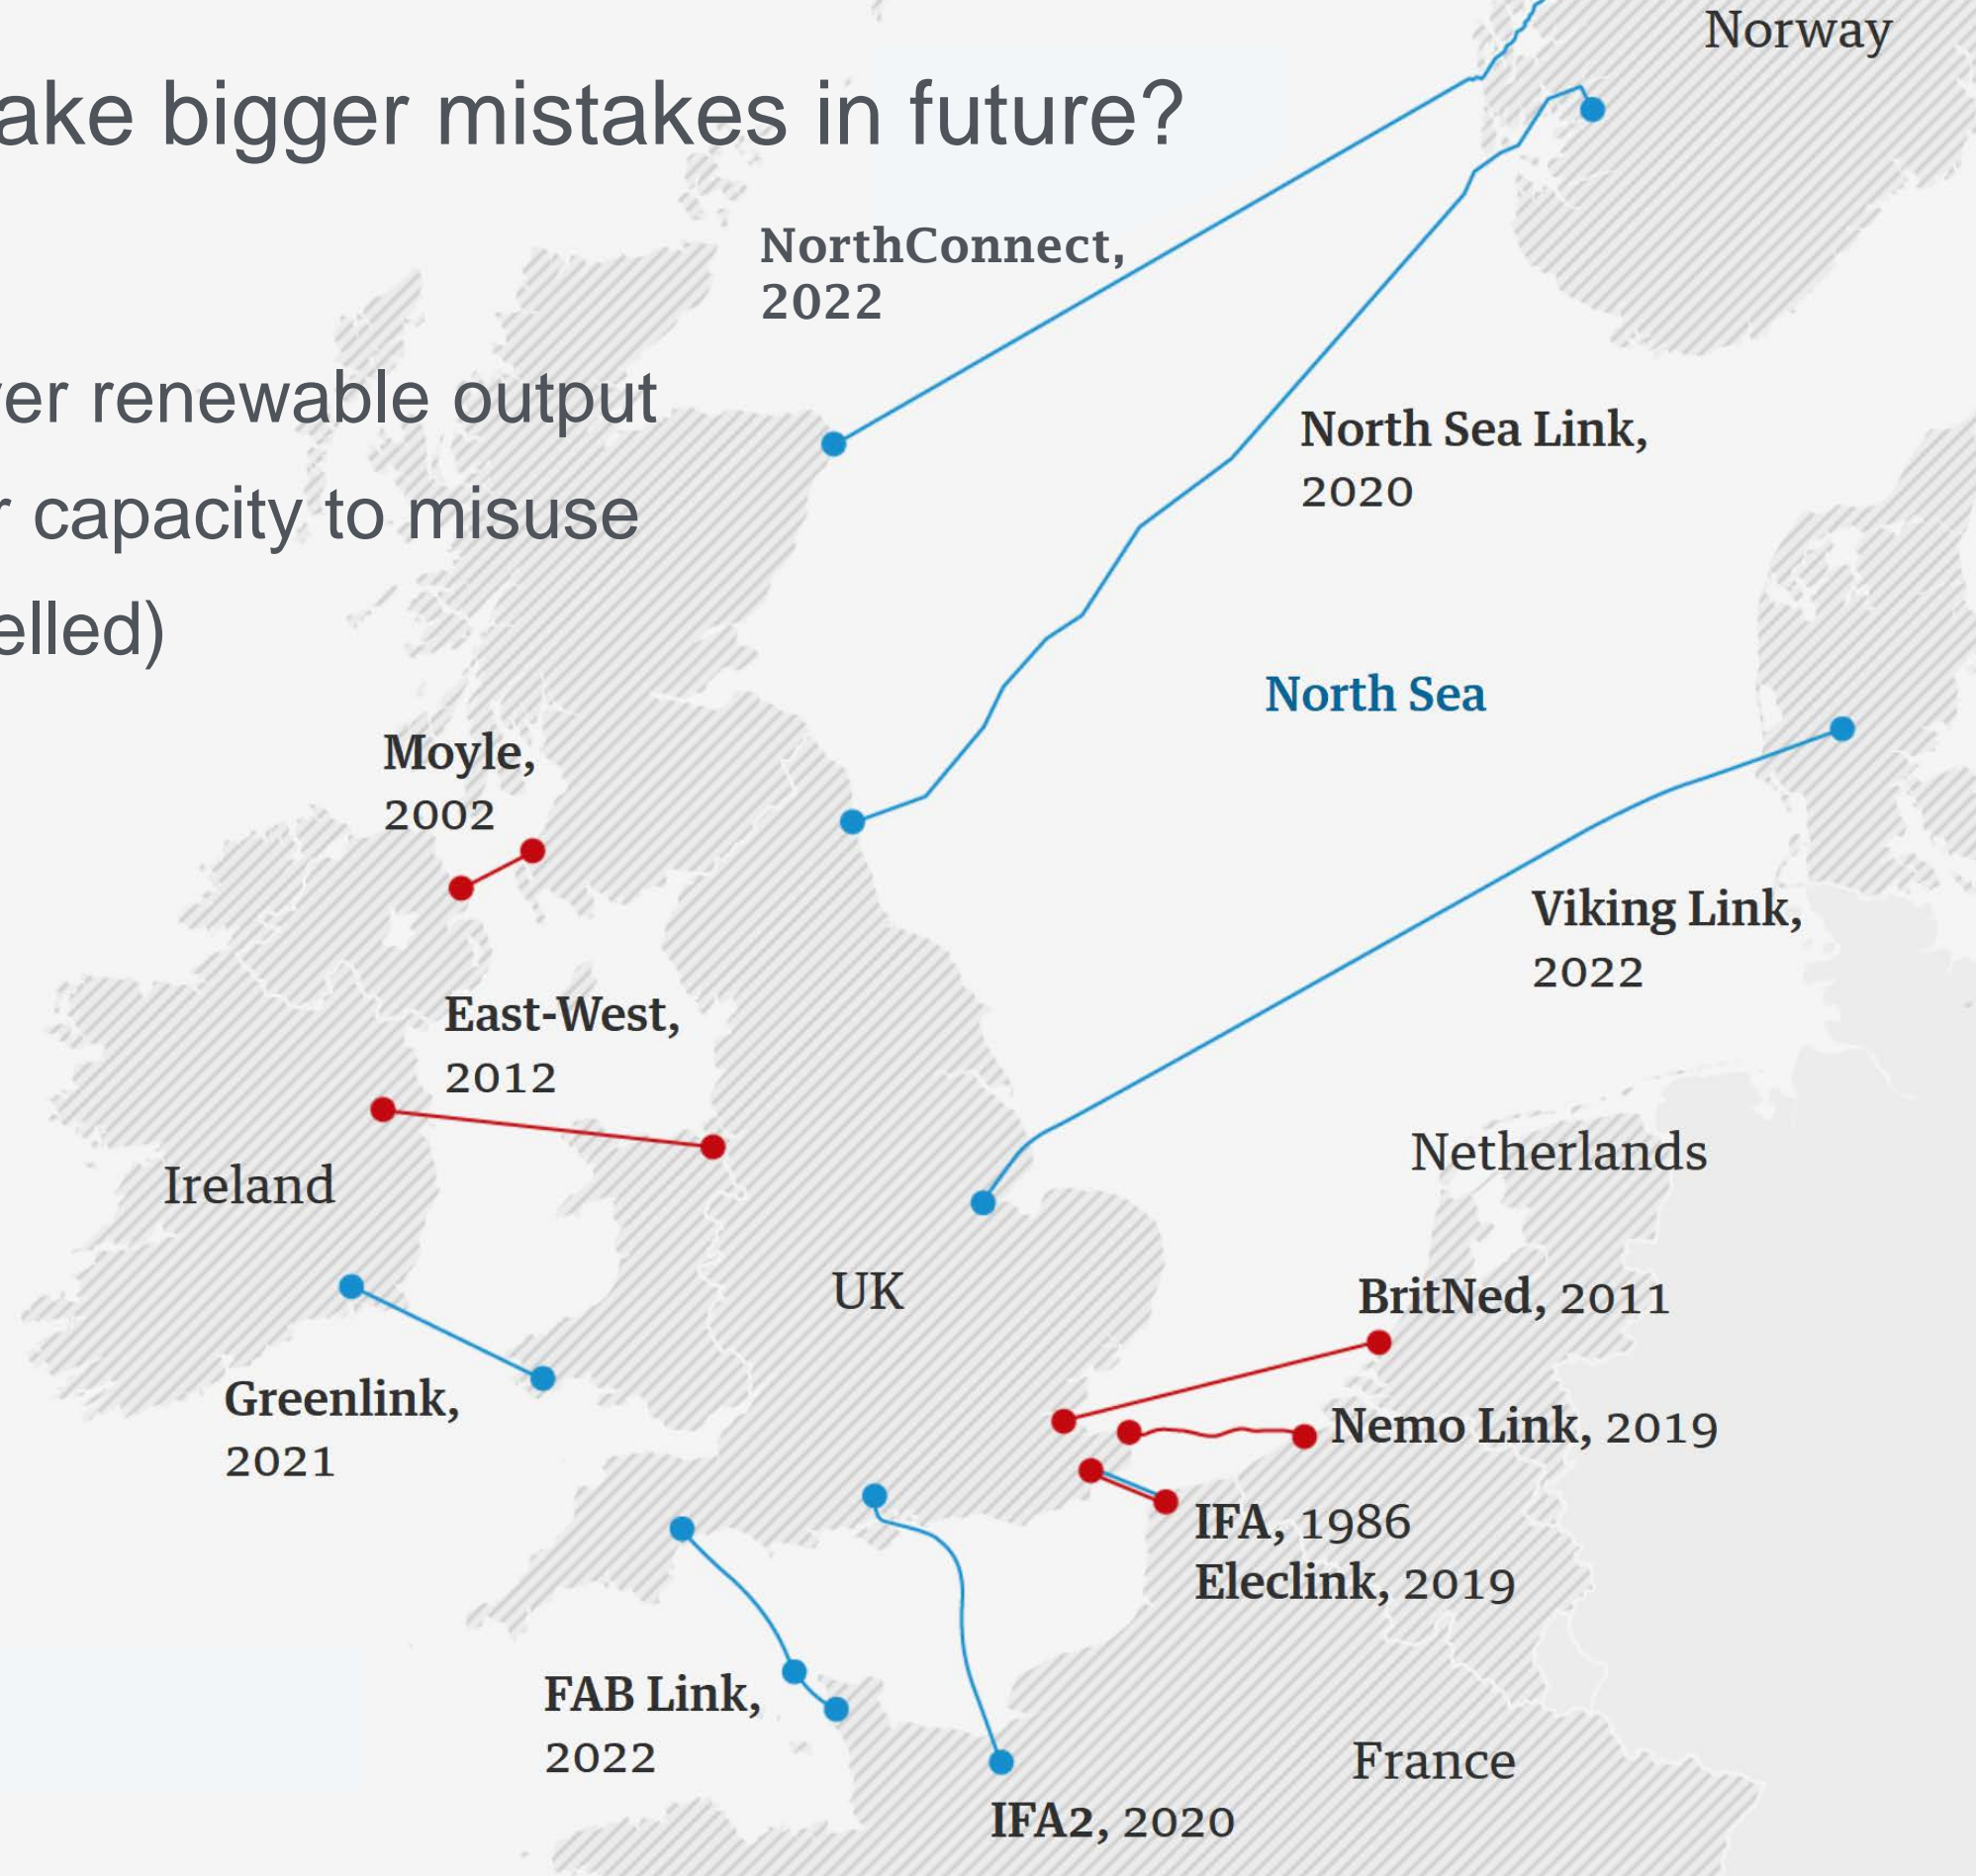 ake bigger mistakes in future?
er renewable output
r capacity to misuse
elled)
Norway
NorthConnect,
2022
North Sea Link,
2020
North Sea
Moyle,
2002
Viking Link,
2022
East-West,
2012
Netherlands
Ireland
UK
BritNed, 2011
Greenlink,
2021
Nemo Link, 2019
IFA, 1986
Eleclink, 2019
FAB Link,
2022
France
IFA2, 2020